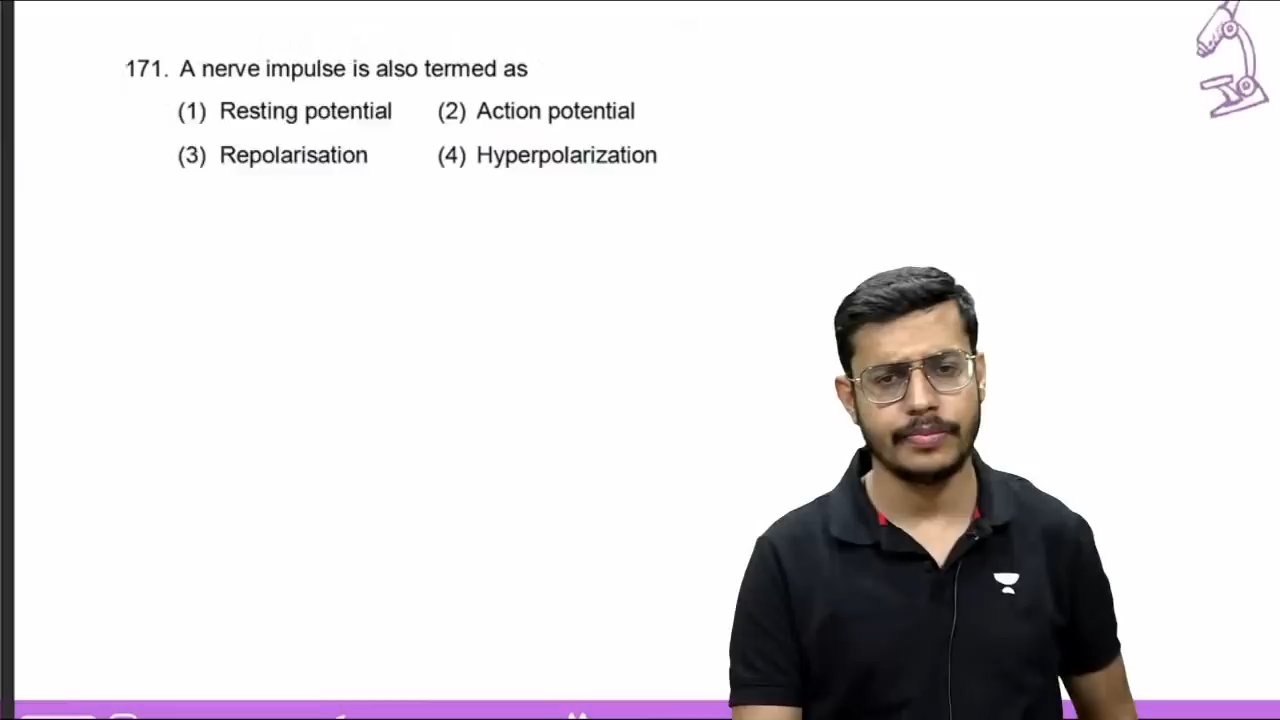 171. A nerve impulse is also termed as
(1) Resting potential (2) Action potential
(3) Repolarisation (4) Hyperpolarization